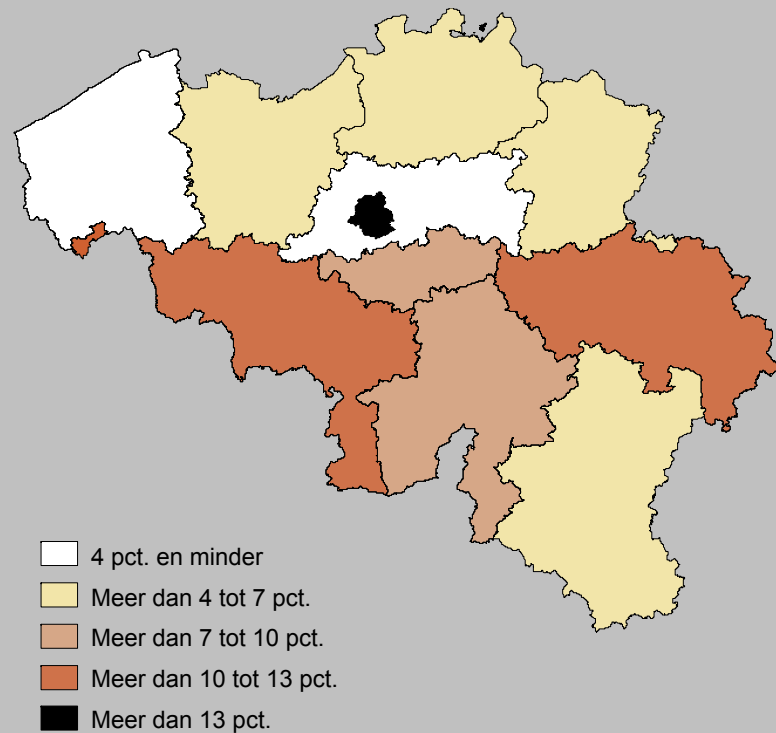 4 pct. en minder
Meer dan 4 tot 7 pct.
Meer dan 7 tot 10 pct.
Meer dan 10 tot 13 pct.
Meer dan 13 pct.